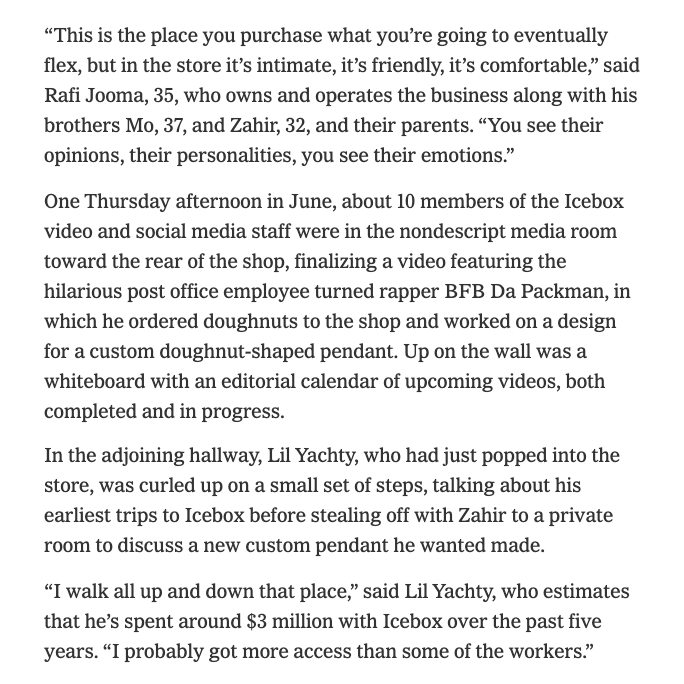 “This is the place you purchase what you’re going to eventually
flex, but in the store it’s intimate, it’s friendly, it’s comfortable,” said
Rafi Jooma, 35, who owns and operates the business along with his
brothers Mo, 37, and Zahir, 32, and their parents. “You see their
opinions, their personalities, you see their emotions.”
One Thursday afternoon in June, about 10 members of the Icebox
video and social media staff were in the nondescript media room
toward the rear of the shop, finalizing a video featuring the
hilarious post office employee turned rapper BFB Da Packman, in
which he ordered doughnuts to the shop and worked on a design
for a custom doughnut-shaped pendant. Up on the wall was a
whiteboard with an editorial calendar of upcoming videos, both
completed and in progress.
In the adjoining hallway, Lil Yachty, who had just popped into the
store, was curled up on a small set of steps, talking about his
earliest trips to Icebox before stealing off with Zahir to a private
room to discuss a new custom pendant he wanted made.
“I walk all up and down that place,” said Lil Yachty, who estimates
that he’s spent around $3 million with Icebox over the past five
years. “I probably got more access than some of the workers.”